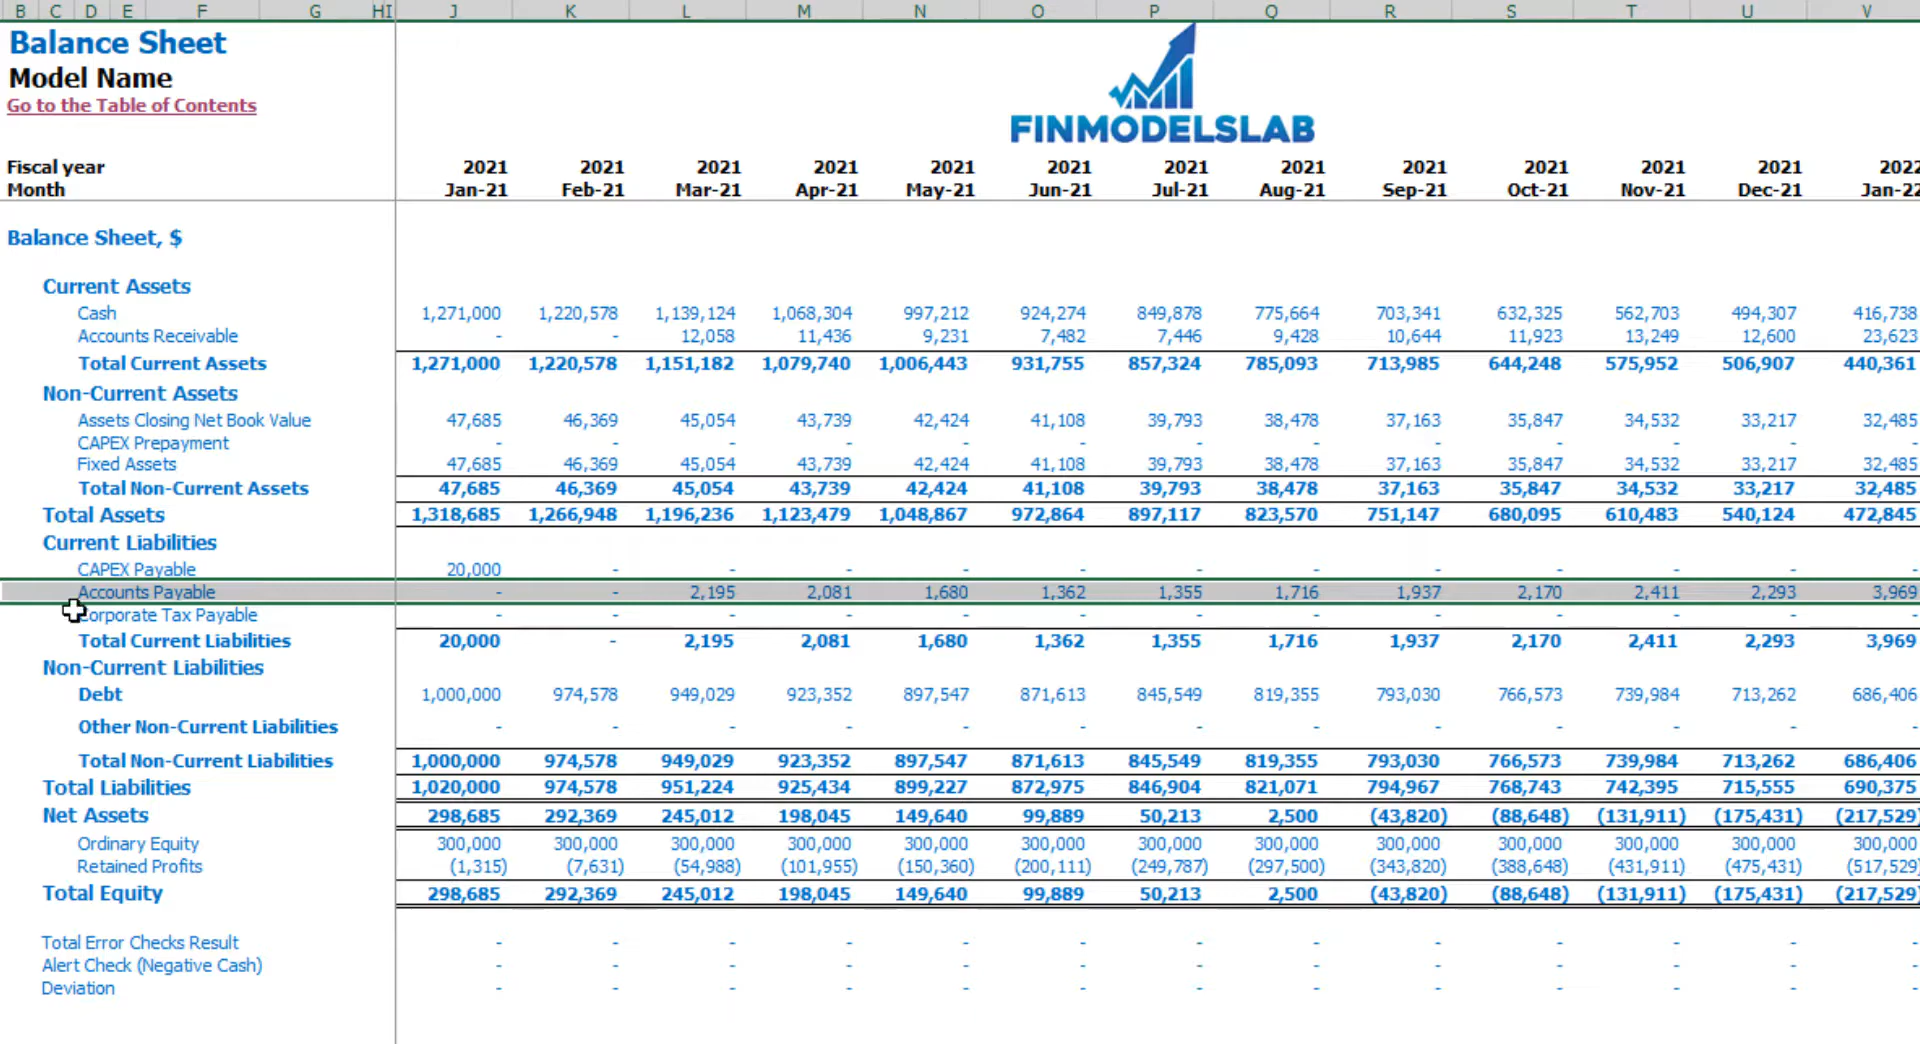 B C D E F G HI J K L M N O P Q R S T U V
Balance Sheet
Model Name
Go to the Table of Contents
FINMODELSLAB
Fiscal year 2021 2021 2021 2021 2021 2021 2021 2021 2021 2021 2021 2021 2022
Month Jan-21 Feb-21 Mar-21 Apr-21 May-21 Jun-21 Jul-21 Aug-21 Sep-21 Oct-21 Nov-21 Dec-21 Jan-22
Balance Sheet, $
Current Assets
Cash 1,271,000 1,220,578 1,139,124 1,068,304 997,212 924,274 849,878 775,664 703,341 632,325 562,703 494,307 416,738
Accounts Receivable - - 12,058 11,436 9,231 7,482 7,446 9,428 10,644 11,923 13,249 12,600 23,623
Total Current Assets 1,271,000 1,220,578 1,151,182 1,079,740 1,006,443 931,755 857,324 785,093 713,985 644,248 575,952 506,907 440,361
Non-Current Assets
Assets Closing Net Book Value 47,685 46,369 45,054 43,739 42,424 41,108 39,793 38,478 37,163 35,847 34,532 33,217 32,485
CAPEX Prepayment - - - - - - - - - - - - -
Fixed Assets 47,685 46,369 45,054 43,739 42,424 41,108 39,793 38,478 37,163 35,847 34,532 33,217 32,485
Total Non-Current Assets 47,685 46,369 45,054 43,739 42,424 41,108 39,793 38,478 37,163 35,847 34,532 33,217 32,485
Total Assets 1,318,685 1,266,948 1,196,236 1,123,479 1,048,867 972,864 897,117 823,570 751,147 680,095 610,483 540,124 472,845
Current Liabilities
CAPEX Payable 20,000 - - - - - - - - - - - -
Accounts Payable - - 2,195 2,081 1,680 1,362 1,355 1,716 1,937 2,170 2,411 2,293 3,969
Corporate Tax Payable - - - - - - - - - - - - -
Total Current Liabilities 20,000 - 2,195 2,081 1,680 1,362 1,355 1,716 1,937 2,170 2,411 2,293 3,969
Non-Current Liabilities
Debt 1,000,000 974,578 949,029 923,352 897,547 871,613 845,549 819,355 793,030 766,573 739,984 713,262 686,406
Other Non-Current Liabilities - - - - - - - - - - - - -
Total Non-Current Liabilities 1,000,000 974,578 949,029 923,352 897,547 871,613 845,549 819,355 793,030 766,573 739,984 713,262 686,406
Total Liabilities 1,020,000 974,578 951,224 925,434 899,227 872,975 846,904 821,071 794,967 768,743 742,395 715,555 690,375
Net Assets 298,685 292,369 245,012 198,045 149,640 99,889 50,213 2,500 (43,820) (88,648) (131,911) (175,431) (217,529)
Ordinary Equity 300,000 300,000 300,000 300,000 300,000 300,000 300,000 300,000 300,000 300,000 300,000 300,000 300,000
Retained Profits (1,315) (7,631) (54,988) (101,955) (150,360) (200,111) (249,787) (297,500) (343,820) (388,648) (431,911) (475,431) (517,529)
Total Equity 298,685 292,369 245,012 198,045 149,640 99,889 50,213 2,500 (43,820) (88,648) (131,911) (175,431) (217,529)
Total Error Checks Result - - - - - - - - - - - - -
Alert Check (Negative Cash) - - - - - - - - - - - - -
Deviation - - - - - - - - - - - - -